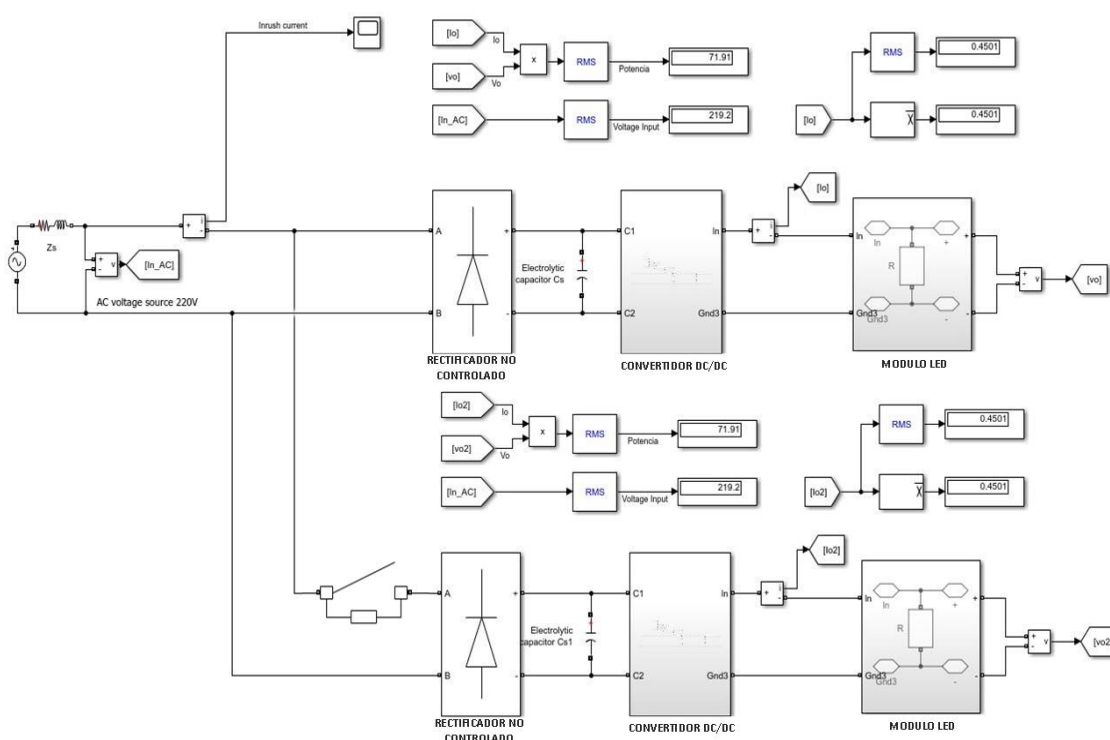 Inrush current
[Io]
Io
[vo]
Vo
x
RMS
Potencia
71.91
[In_AC]
RMS
Voltage Input
219.2
[Io]
RMS
0.4501
x
0.4501
Zs
+
+
-
v
[In_AC]
+
i
-
AC voltage source 220V
A
B
+
-
RECTIFICADOR NO
CONTROLADO
Electrolytic
capacitor Cs
C1
C2
In
Gnd3
CONVERTIDOR DC/DC
+
i
-
[Io]
In
Gnd3
In
+
R
Gnd3
-
+
-
MODULO LED
+
-
v
[vo]
[Io2]
Io
[vo2]
Vo
x
RMS
Potencia
71.91
[In_AC]
RMS
Voltage Input
219.2
[Io2]
RMS
0.4501
x
0.4501
A
B
+
-
RECTIFICADOR NO
CONTROLADO
Electrolytic
capacitor Cs1
C1
C2
In
Gnd3
CONVERTIDOR DC/DC
+
i
-
[Io2]
In
Gnd3
In
+
R
Gnd3
-
+
-
MODULO LED
+
-
v
[vo2